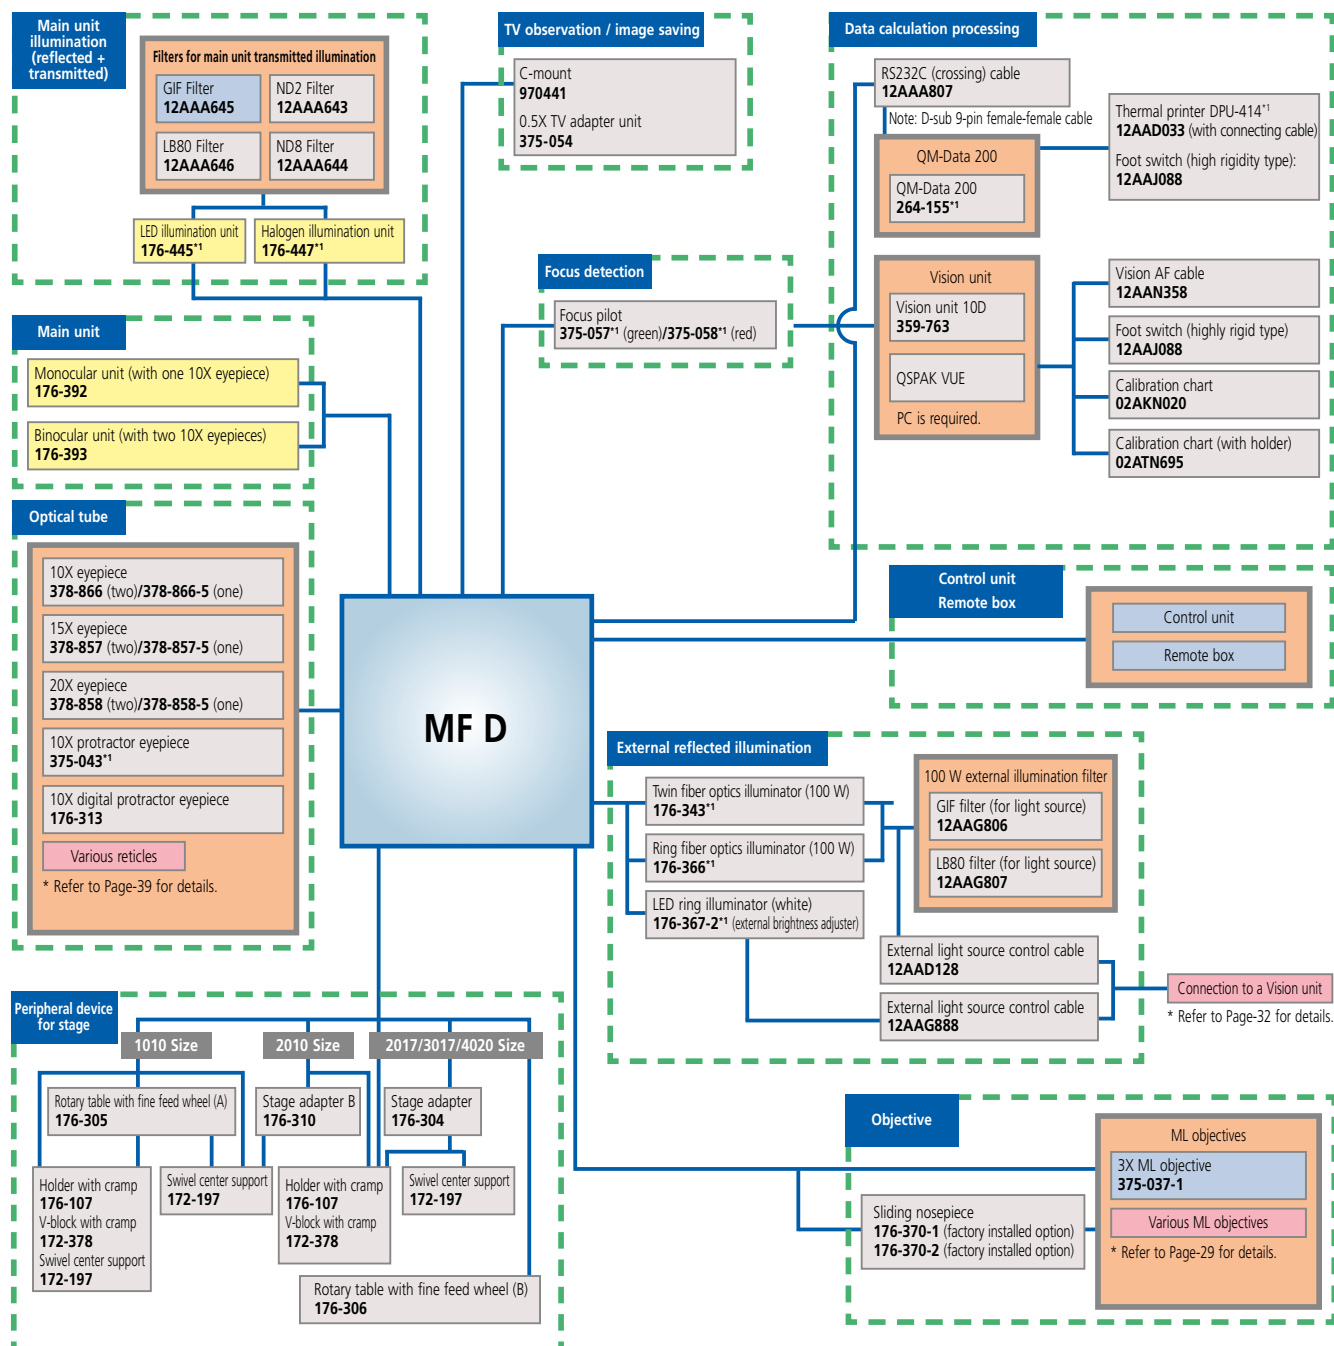 Main unit
illumination
(reflected +
transmitted)
Filters for main unit transmitted illumination
GIF Filter
12AAA645
ND2 Filter
12AAA643
LB80 Filter
12AAA646
ND8 Filter
12AAA644
LED illumination unit
176-445*1
Halogen illumination unit
176-447*1
TV observation / image saving
C-mount
970441
0.5X TV adapter unit
375-054
Data calculation processing
RS232C (crossing) cable
12AAA807
Note: D-sub 9-pin female-female cable
QM-Data 200
QM-Data 200
264-155*1
Thermal printer DPU-414*1
12AAD033 (with connecting cable)
Foot switch (high rigidity type):
12AAJ088
Vision unit
Vision unit 10D
359-763
QSPAK VUE
PC is required.
Vision AF cable
12AAN358
Foot switch (highly rigid type)
12AAJ088
Calibration chart
02AKN020
Calibration chart (with holder)
02ATN695
Focus detection
Focus pilot
375-057*1 (green)/375-058*1 (red)
Main unit
Monocular unit (with one 10X eyepiece)
176-392
Binocular unit (with two 10X eyepieces)
176-393
Optical tube
10X eyepiece
378-866 (two)/378-866-5 (one)
15X eyepiece
378-857 (two)/378-857-5 (one)
20X eyepiece
378-858 (two)/378-858-5 (one)
10X protractor eyepiece
375-043*1
10X digital protractor eyepiece
176-313
Various reticles
* Refer to Page-39 for details.
MF D
Control unit
Remote box
Control unit
Remote box
External reflected illumination
Twin fiber optics illuminator (100 W)
176-343*1
Ring fiber optics illuminator (100 W)
176-366*1
LED ring illuminator (white)
176-367-2*1 (external brightness adjuster)
100 W external illumination filter
GIF filter (for light source)
12AAG806
LB80 filter (for light source)
12AAG807
External light source control cable
12AAD128
External light source control cable
12AAG888
Connection to a Vision unit
* Refer to Page-32 for details.
Peripheral device
for stage
1010 Size
2010 Size
2017/3017/4020 Size
Rotary table with fine feed wheel (A)
176-305
Stage adapter B
176-310
Stage adapter
176-304
Holder with cramp
176-107
V-block with cramp
172-378
Swivel center support
172-197
Swivel center support
172-197
Holder with cramp
176-107
V-block with cramp
172-378
Swivel center support
172-197
Rotary table with fine feed wheel (B)
176-306
Objective
Sliding nosepiece
176-370-1 (factory installed option)
176-370-2 (factory installed option)
ML objectives
3X ML objective
375-037-1
Various ML objectives
* Refer to Page-29 for details.